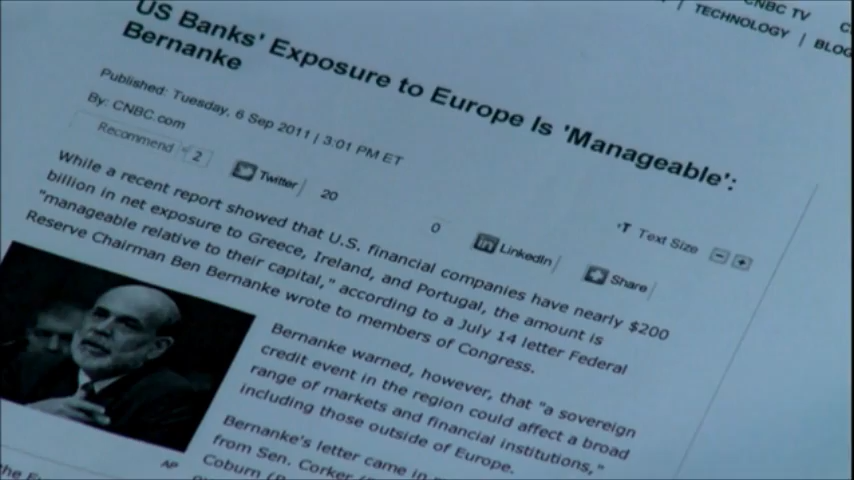 CNBC TV
TECHNOLOGY | BLOG
US Banks' Exposure to Europe Is 'Manageable':
Bernanke
Published: Tuesday, 6 Sep 2011 | 3:01 PM ET
By: CNBC.com
Recommend 2 Twitter 20 0 LinkedIn Share Text Size
While a recent report showed that U.S. financial companies have nearly $200
billion in net exposure to Greece, Ireland, and Portugal, the amount is
"manageable relative to their capital," according to a July 14 letter Federal
Reserve Chairman Ben Bernanke wrote to members of Congress.
Bernanke warned, however, that "a sovereign
credit event in the region could affect a broad
range of markets and financial institutions,"
including those outside of Europe.
AP
Bernanke's letter came in
from Sen. Corker
Coburn
the